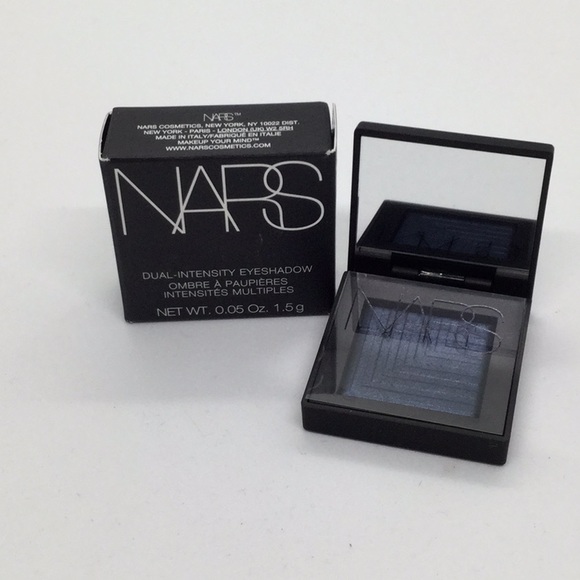 NARS™
NARS COSMETICS, NEW YORK, NY 10022 DIST.
NEW YORK - PARIS - LONDON (UK) W2 5RH
MADE IN ITALY/FABRIQUÉ EN ITALIE
MAKEUP YOUR MIND™
WWW.NARSCOSMETICS.COM
NARS
DUAL-INTENSITY EYESHADOW
OMBRE À PAUPIÈRES
INTENSITÉS MULTIPLES
NET WT. 0.05 Oz. 1.5 g
NARS